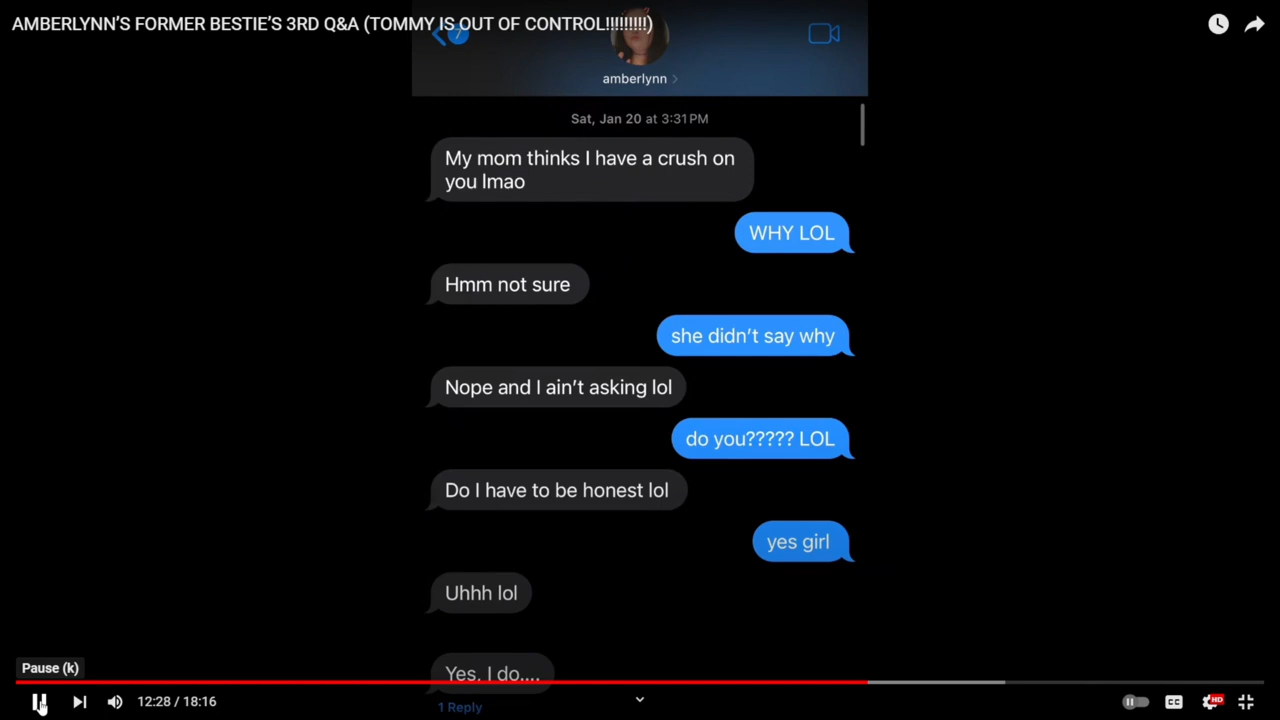 AMBERLYNN'S FORMER BESTIE'S 3RD Q&A (TOMMY IS OUT OF CONTROL!!!!!!!!!)
7
amberlynn
Sat, Jan 20 at 3:31 PM
My mom thinks I have a crush on
you lmao
WHY LOL
Hmm not sure
she didn't say why
Nope and I ain't asking lol
do you????? LOL
Do I have to be honest lol
yes girl
Uhhh lol
Yes, I do....
1 Reply
Pause (k)
12:28 / 18:16
CC
HD